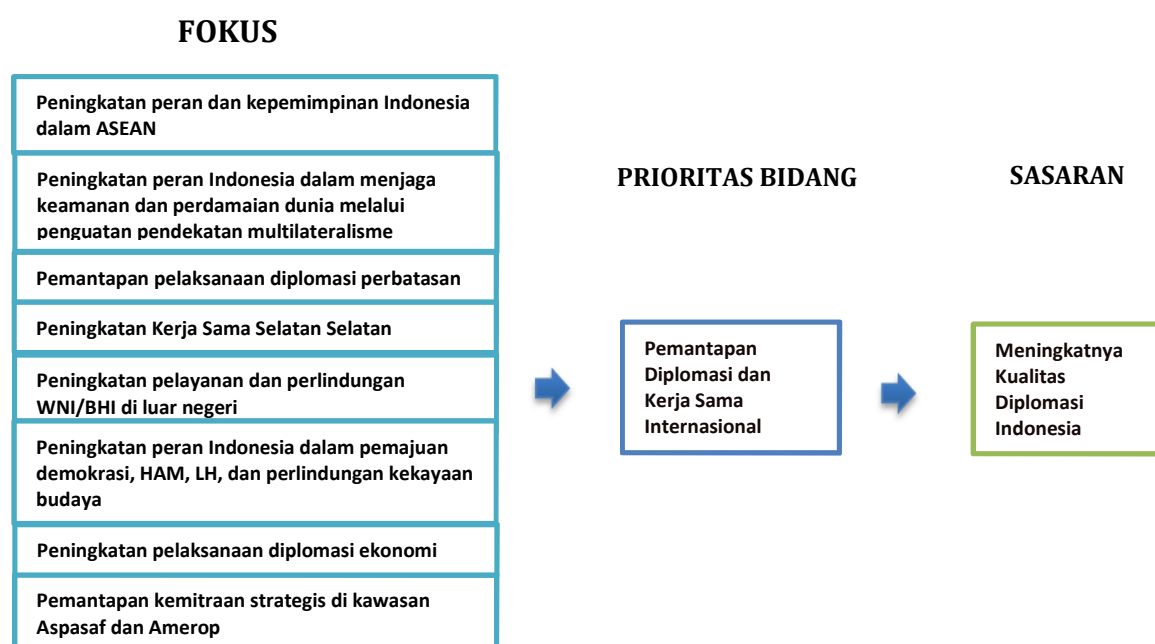 FOKUS
Peningkatan peran dan kepemimpinan Indonesia
dalam ASEAN
Peningkatan peran Indonesia dalam menjaga
keamanan dan perdamaian dunia melalui
penguatan pendekatan multilateralisme
Pemantapan pelaksanaan diplomasi perbatasan
Peningkatan Kerja Sama Selatan Selatan
Peningkatan pelayanan dan perlindungan
WNI/BHI di luar negeri
Peningkatan peran Indonesia dalam pemajuan
demokrasi, HAM, LH, dan perlindungan kekayaan
budaya
Peningkatan pelaksanaan diplomasi ekonomi
Pemantapan kemitraan strategis di kawasan
Aspasaf dan Amerop
PRIORITAS BIDANG
Pemantapan
Diplomasi dan
Kerja Sama
Internasional
SASARAN
Meningkatnya
Kualitas
Diplomasi
Indonesia